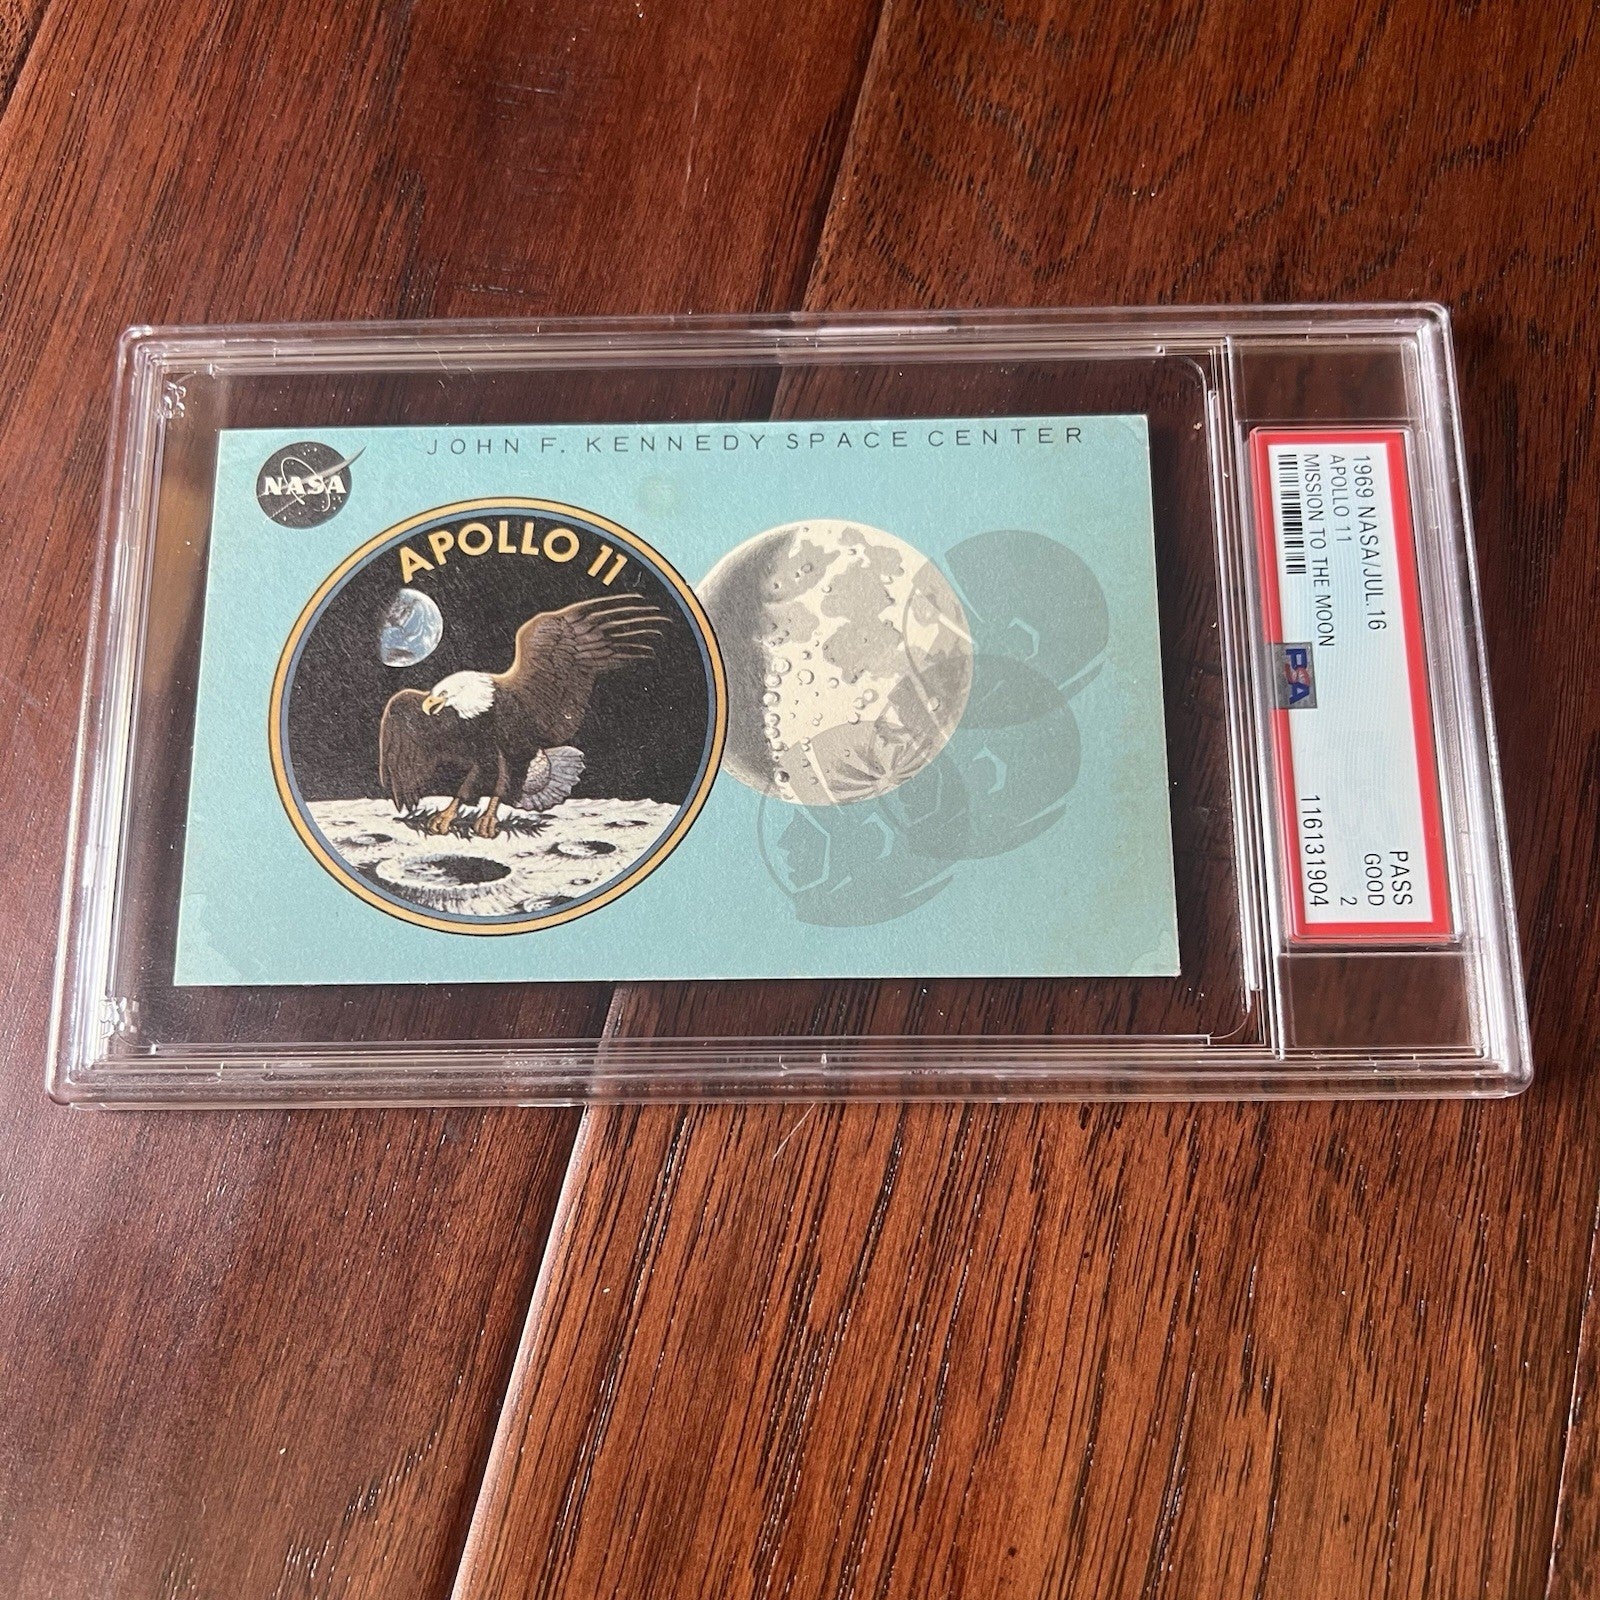 JOHN F. KENNEDY SPACE CENTER
NASA
APOLLO 11
1969 NASA/JUL.16
APOLLO 11
MISSION TO THE MOON
PSA
PASS
GOOD
2
116131904